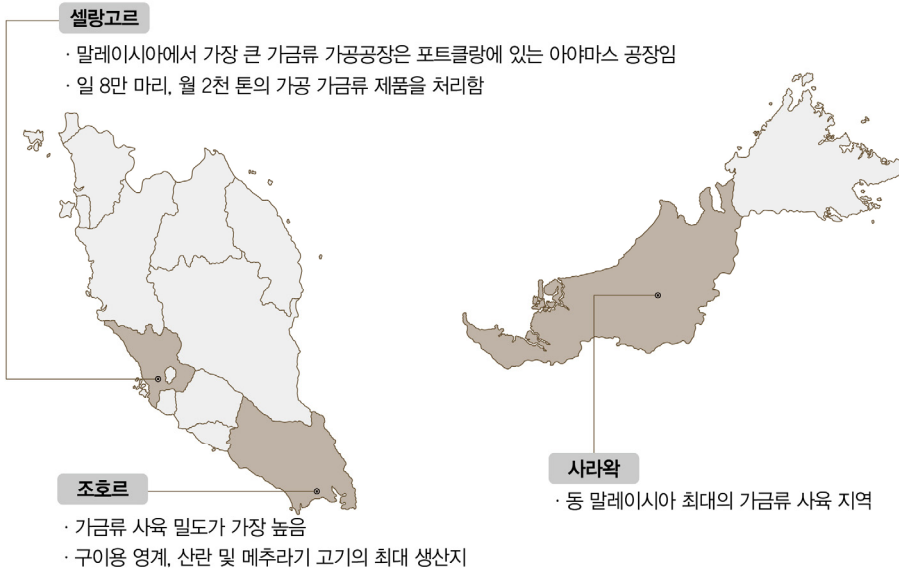 셀랑고르
· 말레이시아에서 가장 큰 가금류 가공공장은 포트클랑에 있는 아야마스 공장임
· 일 8만 마리, 월 2천 톤의 가공 가금류 제품을 처리함
조호르
· 가금류 사육 밀도가 가장 높음
· 구이용 영계, 산란 및 메추라기 고기의 최대 생산지
사라왁
· 동 말레이시아 최대의 가금류 사육 지역